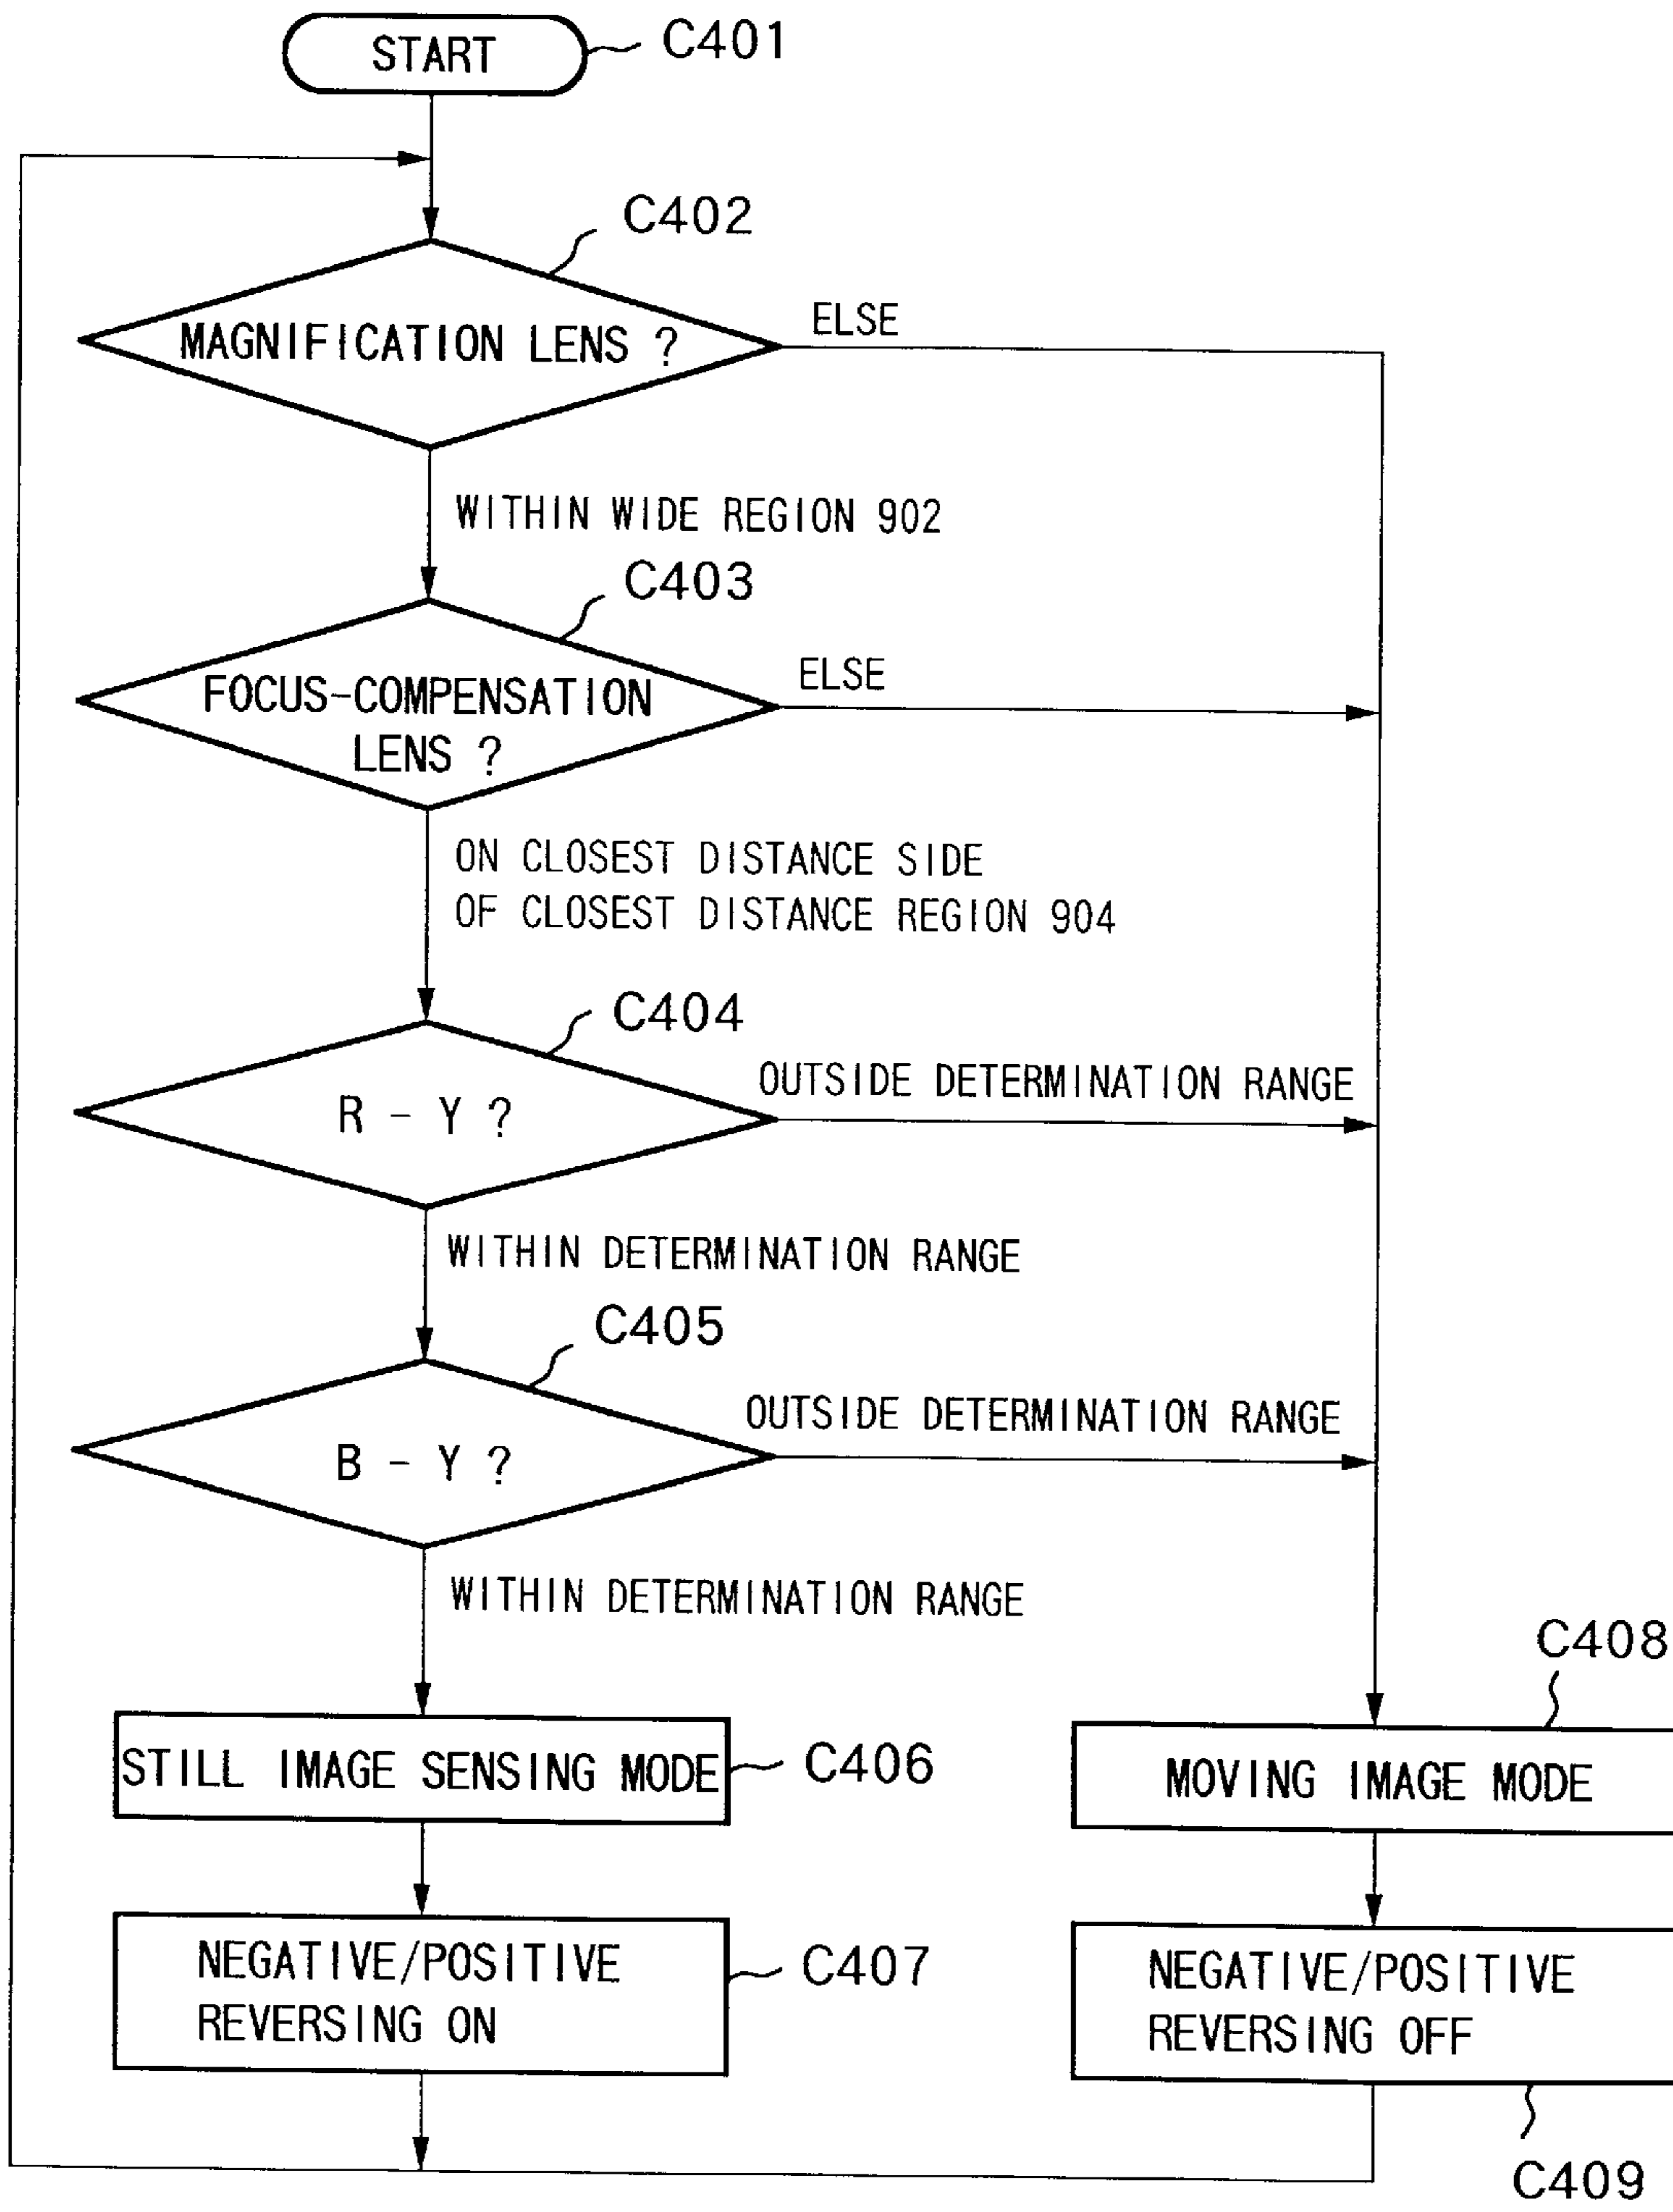 START
C401
C402
MAGNIFICATION LENS ?
ELSE
WITHIN WIDE REGION 902
C403
FOCUS-COMPENSATION
LENS ?
ELSE
ON CLOSEST DISTANCE SIDE
OF CLOSEST DISTANCE REGION 904
C404
R - Y ?
OUTSIDE DETERMINATION RANGE
WITHIN DETERMINATION RANGE
C405
B - Y ?
OUTSIDE DETERMINATION RANGE
WITHIN DETERMINATION RANGE
STILL IMAGE SENSING MODE
C406
C408
MOVING IMAGE MODE
NEGATIVE/POSITIVE
REVERSING ON
C407
NEGATIVE/POSITIVE
REVERSING OFF
C409